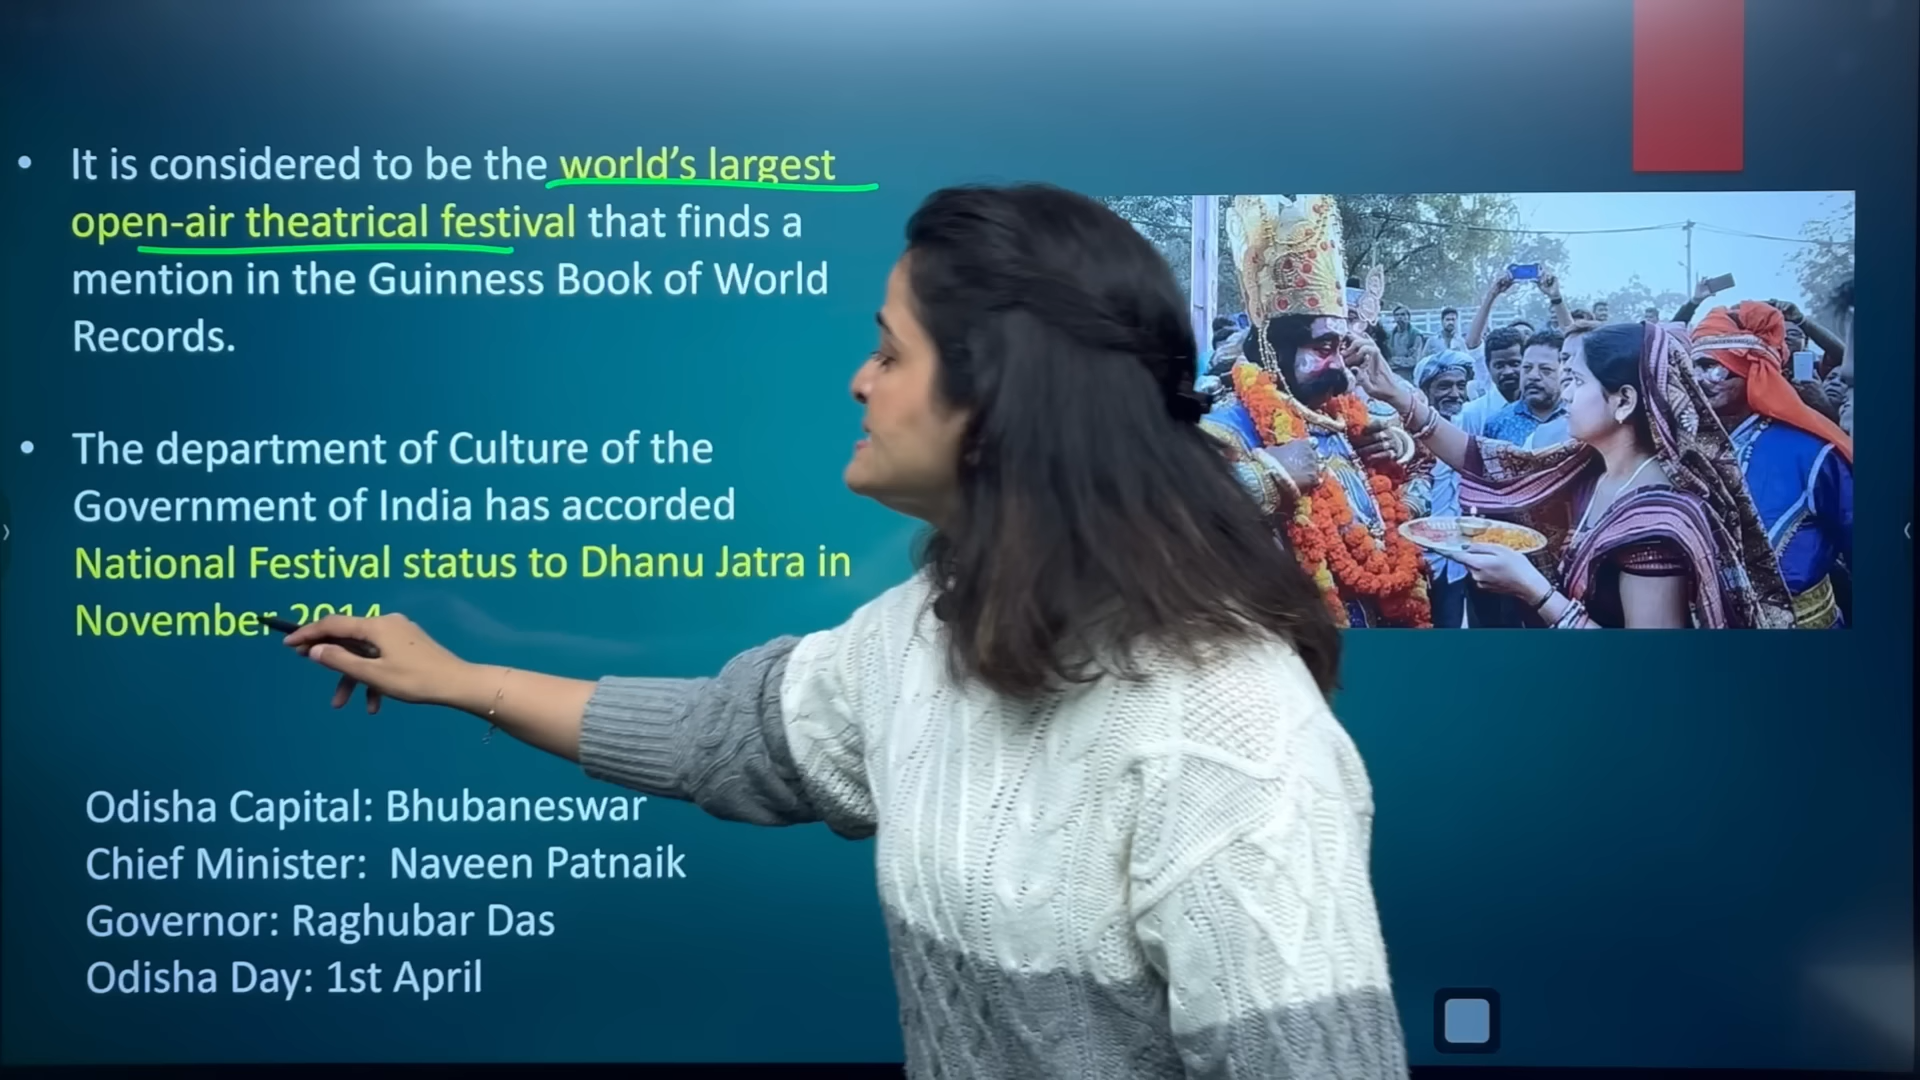 • It is considered to be the world's largest
open-air theatrical festival that finds a
mention in the Guinness Book of World
Records.
• The department of Culture of the
Government of India has accorded
National Festival status to Dhanu Jatra in
November 2014
Odisha Capital: Bhubaneswar
Chief Minister: Naveen Patnaik
Governor: Raghubar Das
Odisha Day: 1st April